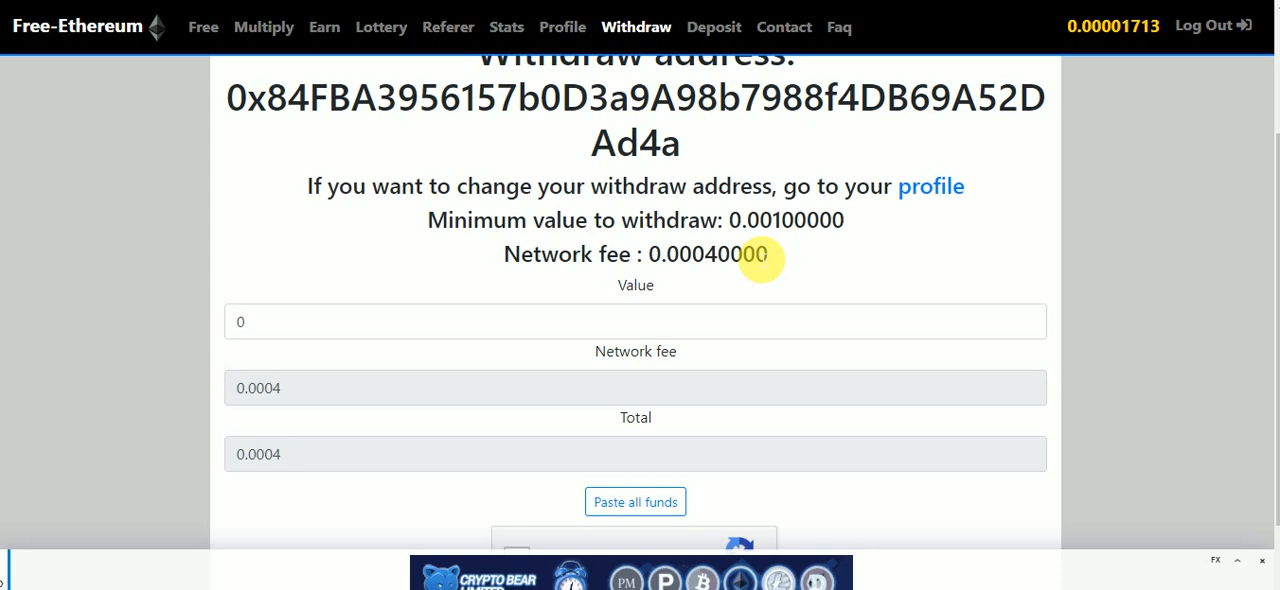 Free-Ethereum Free Multiply Earn Lottery Referer Stats Profile Withdraw Deposit Contact Faq 0.00001713 Log Out
Withdraw address:
0x84FBA3956157b0D3a9A98b7988f4DB69A52D
Ad4a
If you want to change your withdraw address, go to your profile
Minimum value to withdraw: 0.00100000
Network fee : 0.00040000
Value
0
Network fee
0.0004
Total
0.0004
Paste all funds
FX
CRYPTO BEAR
LIMITED
PM